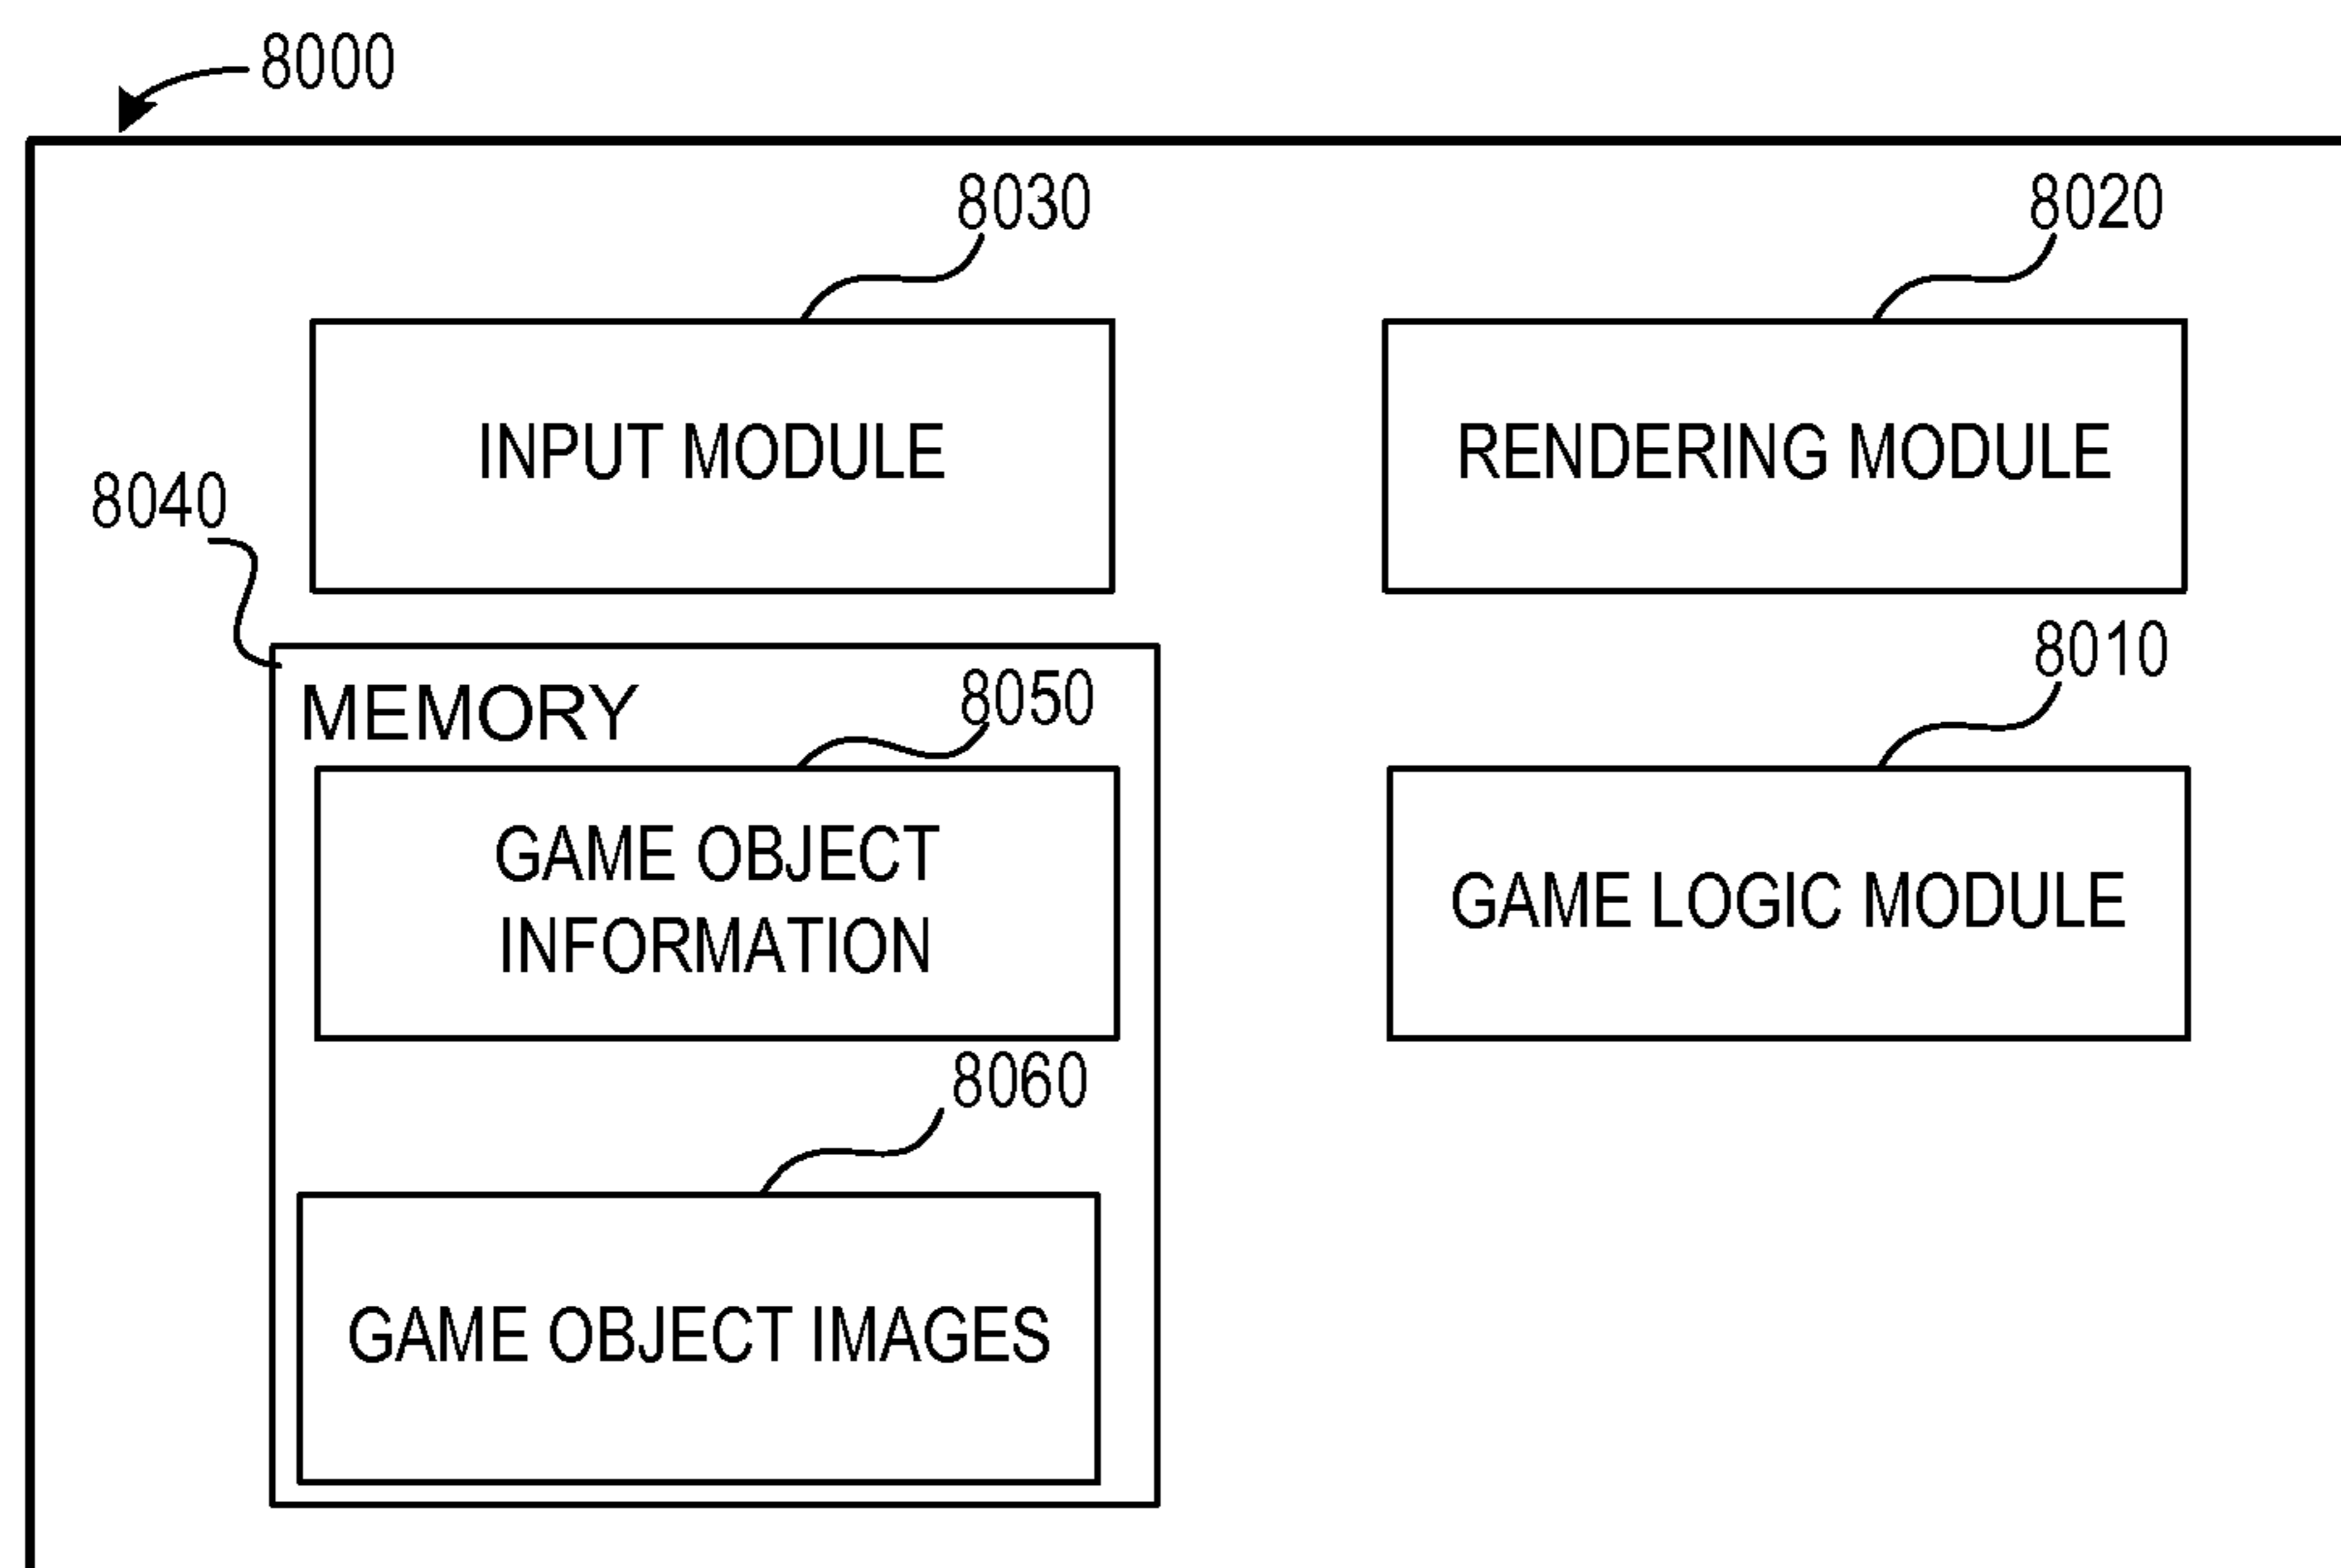 8000
8030
8020
INPUT MODULE
RENDERING MODULE
8040
8010
MEMORY
8050
GAME OBJECT
INFORMATION
GAME LOGIC MODULE
8060
GAME OBJECT IMAGES